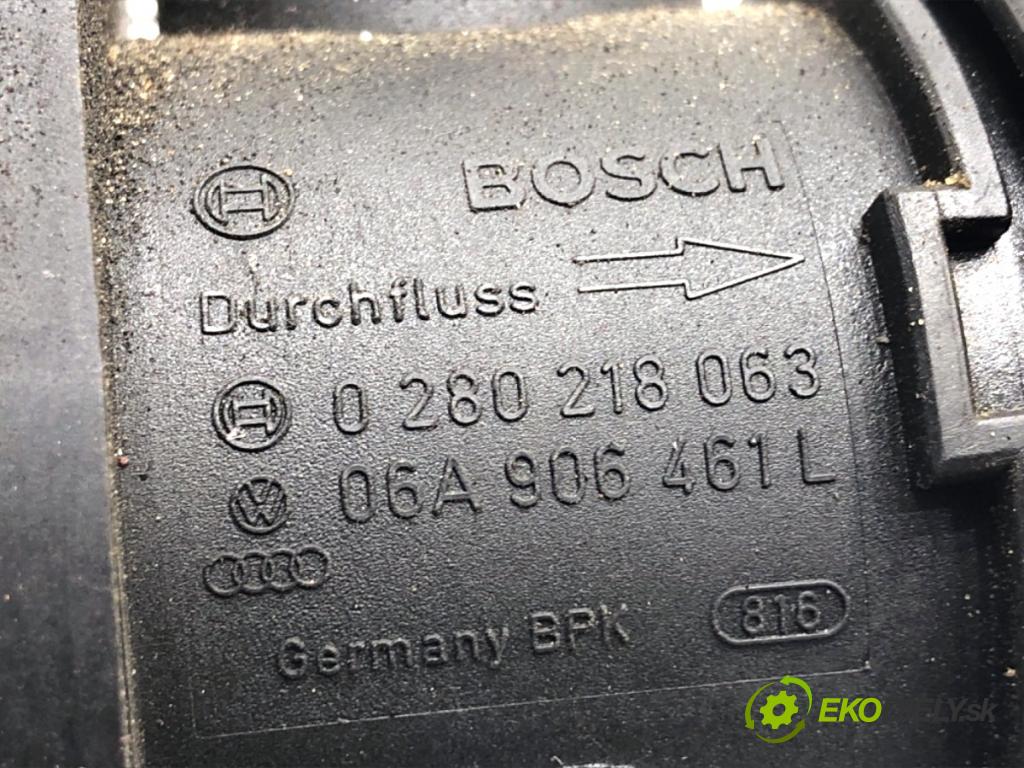 BOSCH
Durchfluss
0 280 218 063
06A 906 461 L
Germany BPK 816
EKO